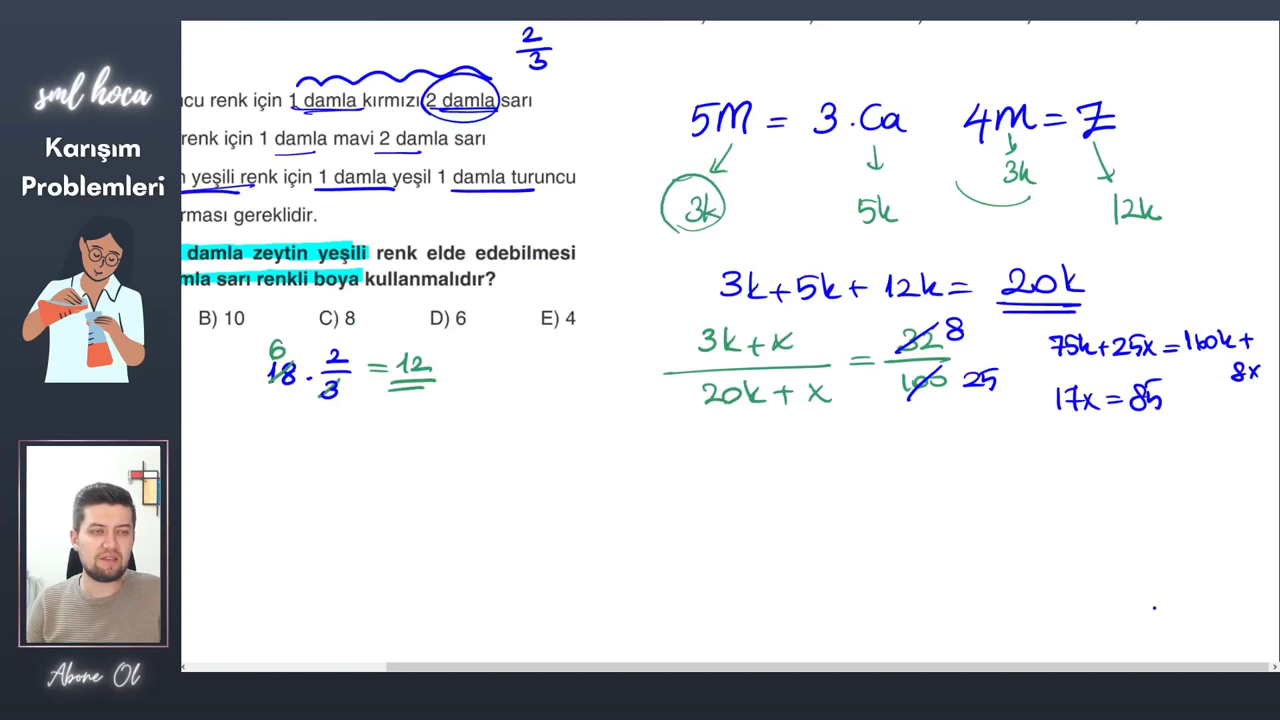 sml hoca
Karışım
Problemleri
Abone Ol
2/3
cu renk için 1 damla kırmızı 2 damla sarı
renk için 1 damla mavi 2 damla sarı
yeşili renk için 1 damla yeşil 1 damla turuncu
ması gereklidir.
damla zeytin yeşili renk elde edebilmesi
mla sarı renkli boya kullanmalıdır?
B) 10 C) 8 D) 6 E) 4
6
18 . 2/3 = 12
5M = 3.Ca 4m = Z
3k 5k 3k 12k
3k+5k+12k= 20k
3k+x / 20k+x = 32 / 100 8 / 25
75k+25x=160k+
8x
17x=85